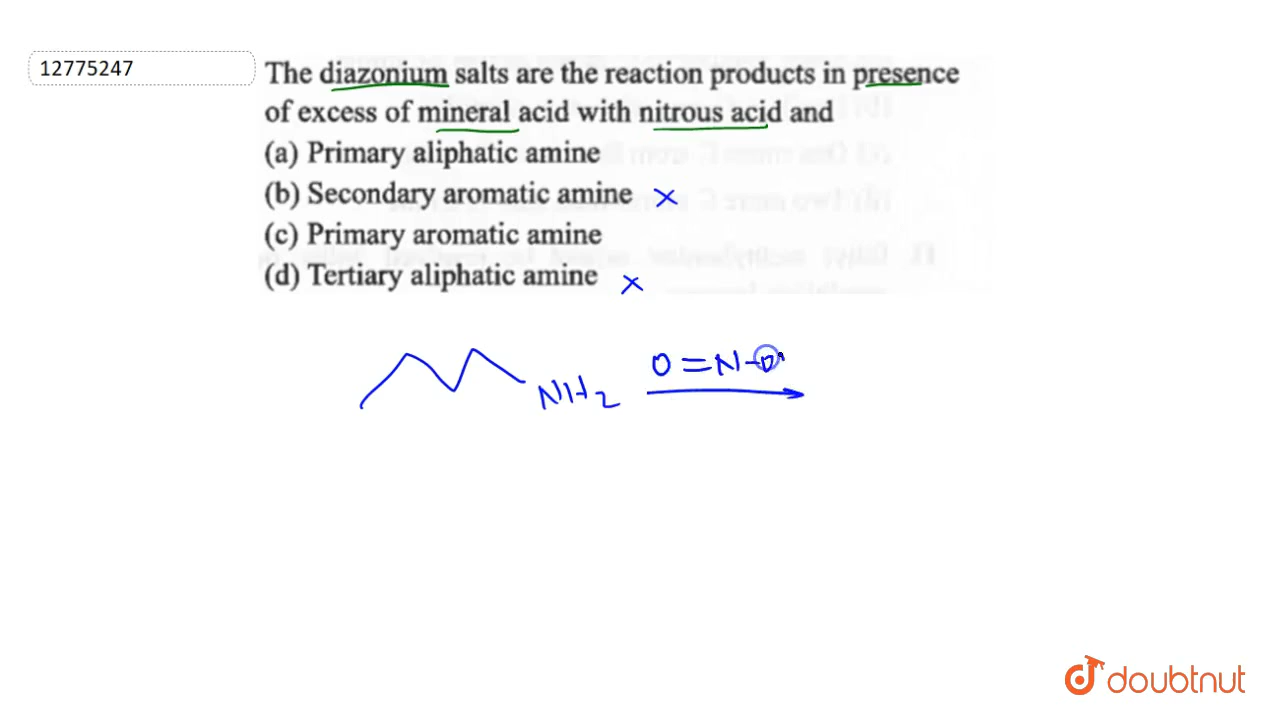 12775247
The diazonium salts are the reaction products in presence
of excess of mineral acid with nitrous acid and
(a) Primary aliphatic amine
(b) Secondary aromatic amine ×
(c) Primary aromatic amine
(d) Tertiary aliphatic amine ×
O=N-O
NH2
doubtnut